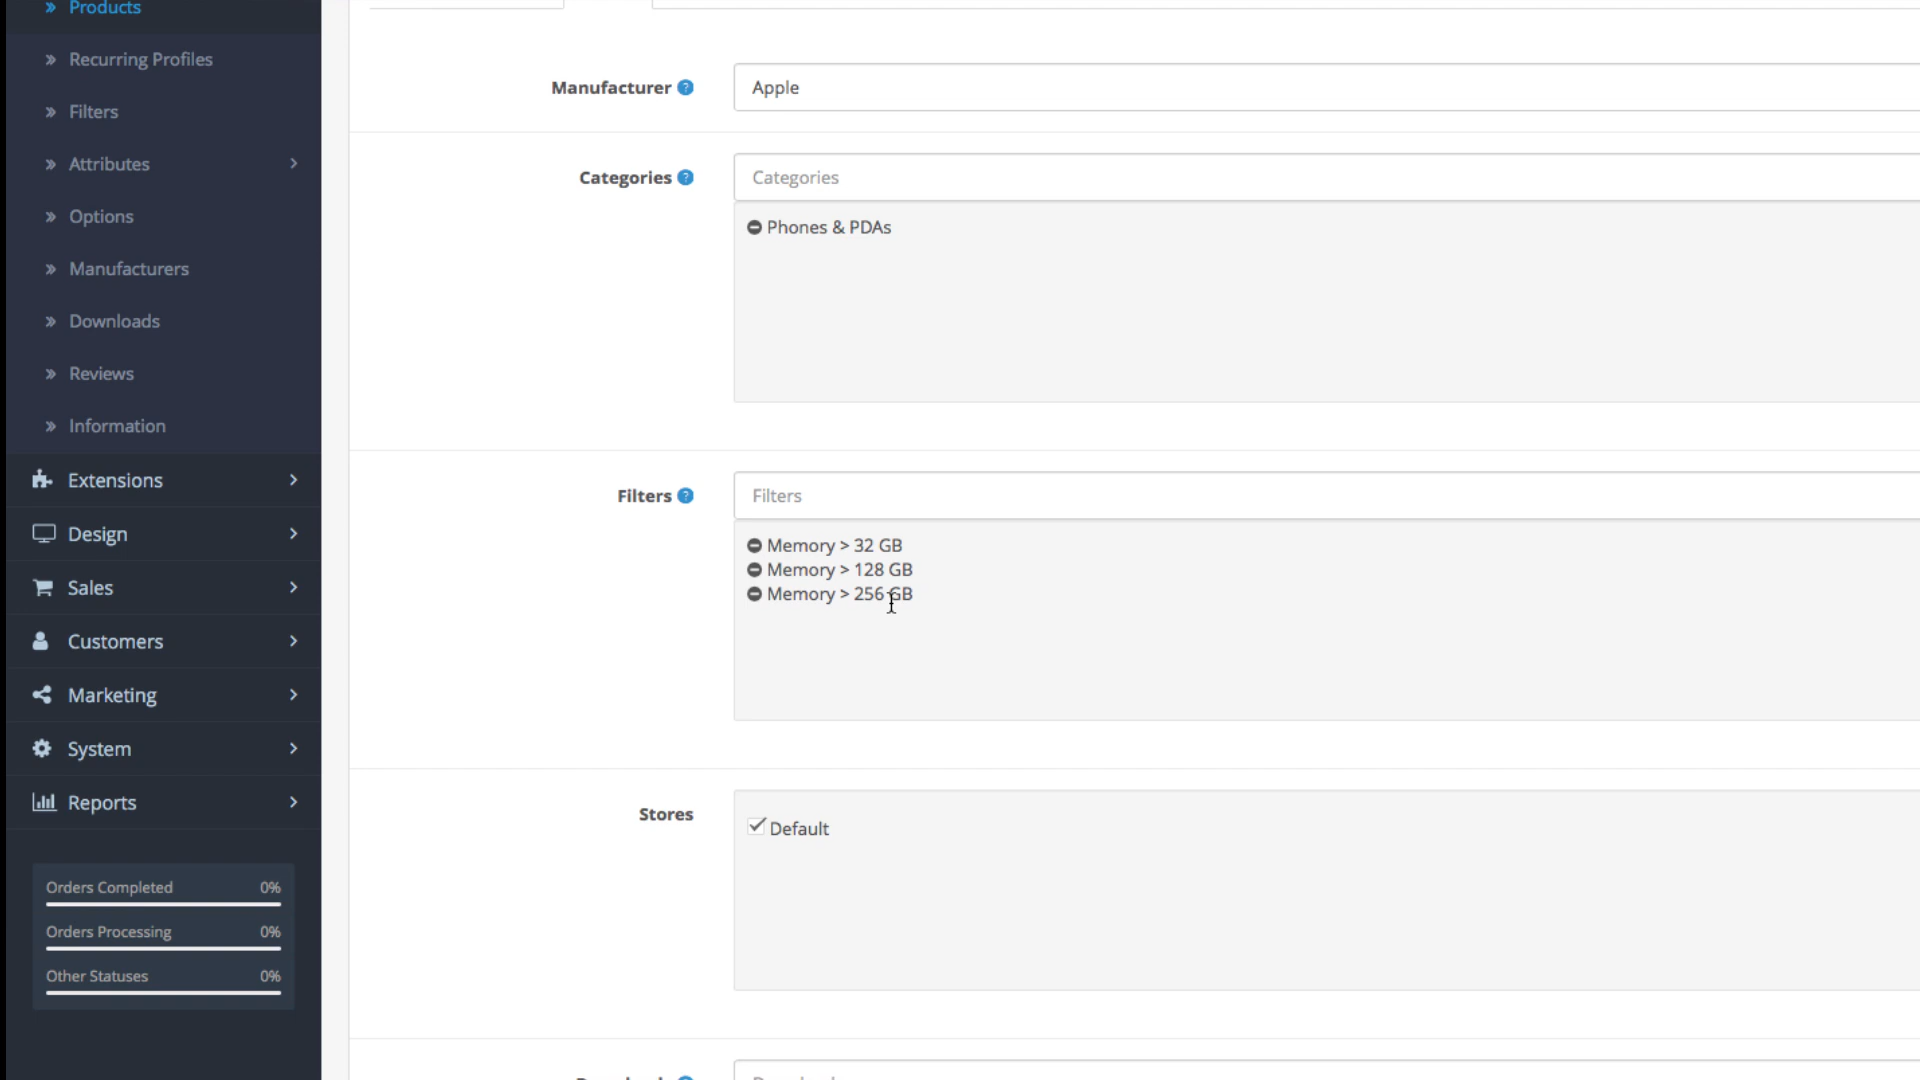 Products
Recurring Profiles
Filters
Attributes
Options
Manufacturers
Downloads
Reviews
Information
Extensions
Design
Sales
Customers
Marketing
System
Reports
Orders Completed 0%
Orders Processing 0%
Other Statuses 0%
Manufacturer
Apple
Categories
Categories
Phones & PDAs
Filters
Filters
Memory > 32 GB
Memory > 128 GB
Memory > 256 GB
Stores
Default